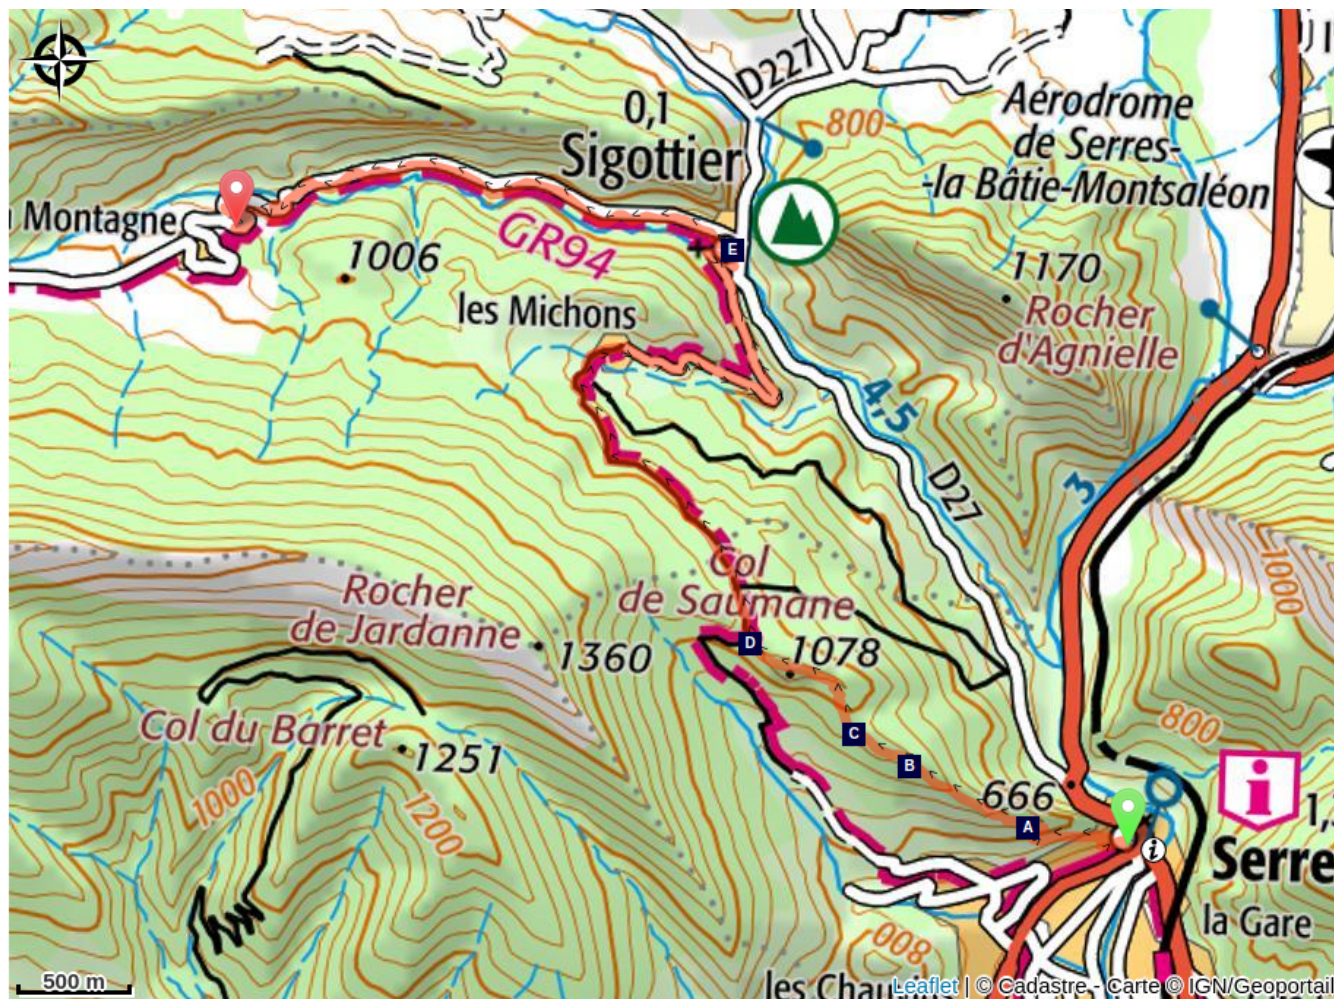 D227
0,1
Sigottier
800
Aérodrome
de Serres-
-la Bâtie-Montsaléon
Montagne
GR94
E
1006
1170
Rocher
d'Agnielle
les Michons
4,5
D27
3
1000
Col
de Saumane
Rocher
de Jardanne
1360
D
1078
Col du Barret
1251
C
B
800
1000
1200
666
A
i
1,
i
Serre
la Gare
800
les Chau
500 m
Leaflet | © Cadastre - Carte © IGN/Geoportail